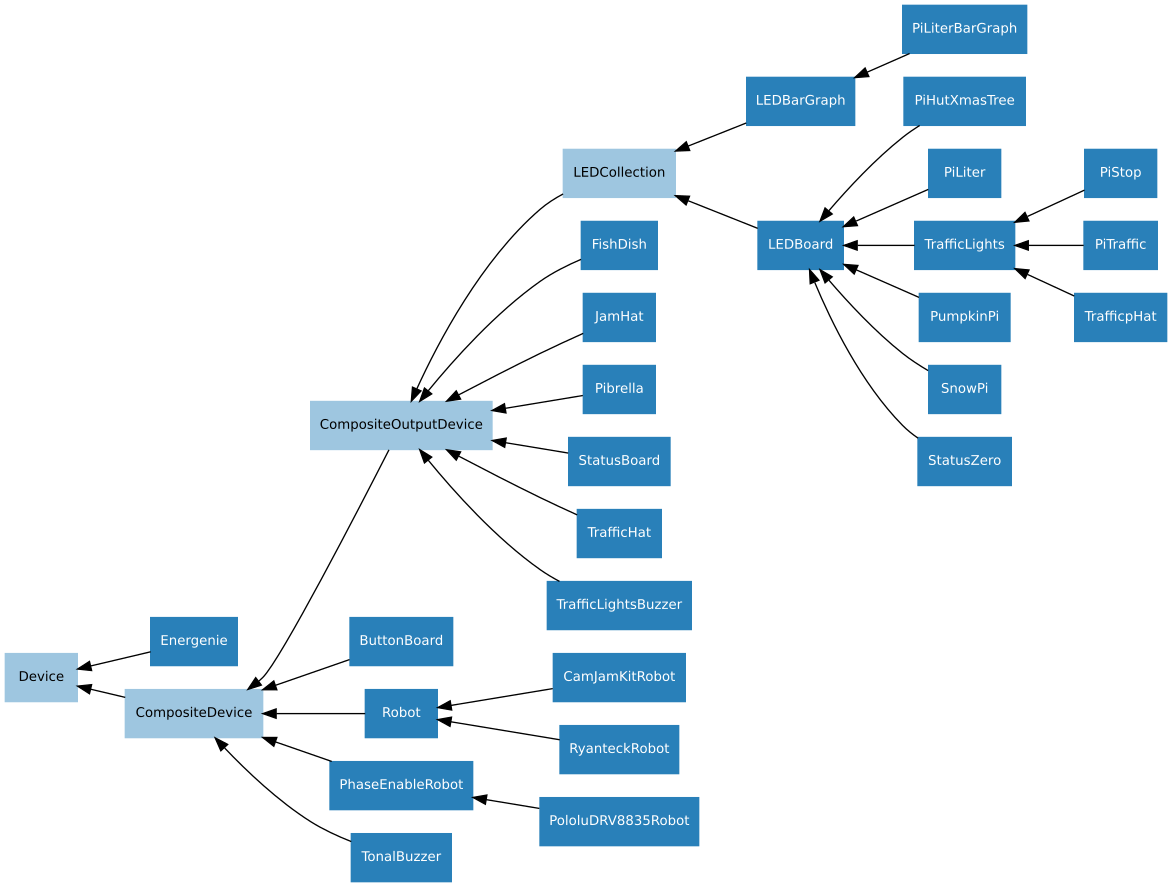 PiLiterBarGraph
LEDBarGraph
PiHutXmasTree
LEDCollection
PiLiter
PiStop
FishDish
LEDBoard
TrafficLights
PiTraffic
JamHat
PumpkinPi
TrafficpHat
Pibrella
SnowPi
CompositeOutputDevice
StatusBoard
StatusZero
TrafficHat
TrafficLightsBuzzer
Energenie
ButtonBoard
Device
CamJamKitRobot
CompositeDevice
Robot
RyanteckRobot
PhaseEnableRobot
PololuDRV8835Robot
TonalBuzzer